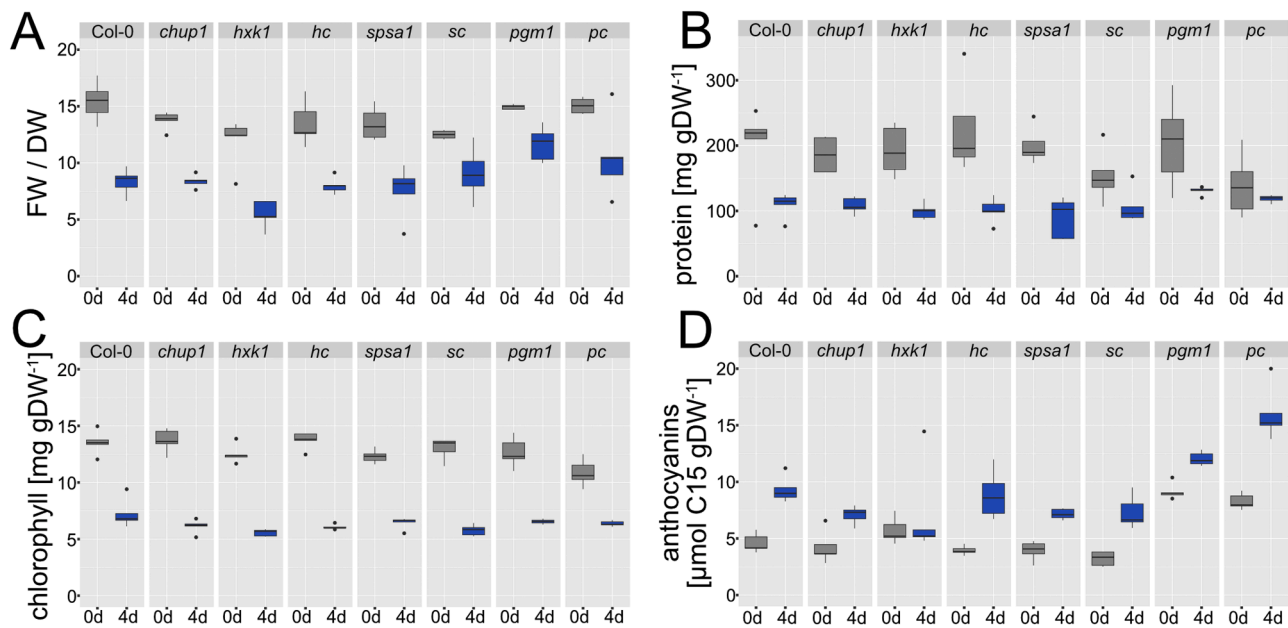 A
Col-0 chup1 hxk1 hc spsa1 sc pgm1 pc
FW / DW
20
15
10
5
0
0d 4d 0d 4d 0d 4d 0d 4d 0d 4d 0d 4d 0d 4d 0d 4d
B
Col-0 chup1 hxk1 hc spsa1 sc pgm1 pc
protein [mg gDW-1]
300
200
100
0
0d 4d 0d 4d 0d 4d 0d 4d 0d 4d 0d 4d 0d 4d 0d 4d
C
Col-0 chup1 hxk1 hc spsa1 sc pgm1 pc
chlorophyll [mg gDW-1]
20
15
10
5
0
0d 4d 0d 4d 0d 4d 0d 4d 0d 4d 0d 4d 0d 4d 0d 4d
D
Col-0 chup1 hxk1 hc spsa1 sc pgm1 pc
anthocyanins
[µmol C15 gDW-1]
20
15
10
5
0
0d 4d 0d 4d 0d 4d 0d 4d 0d 4d 0d 4d 0d 4d 0d 4d